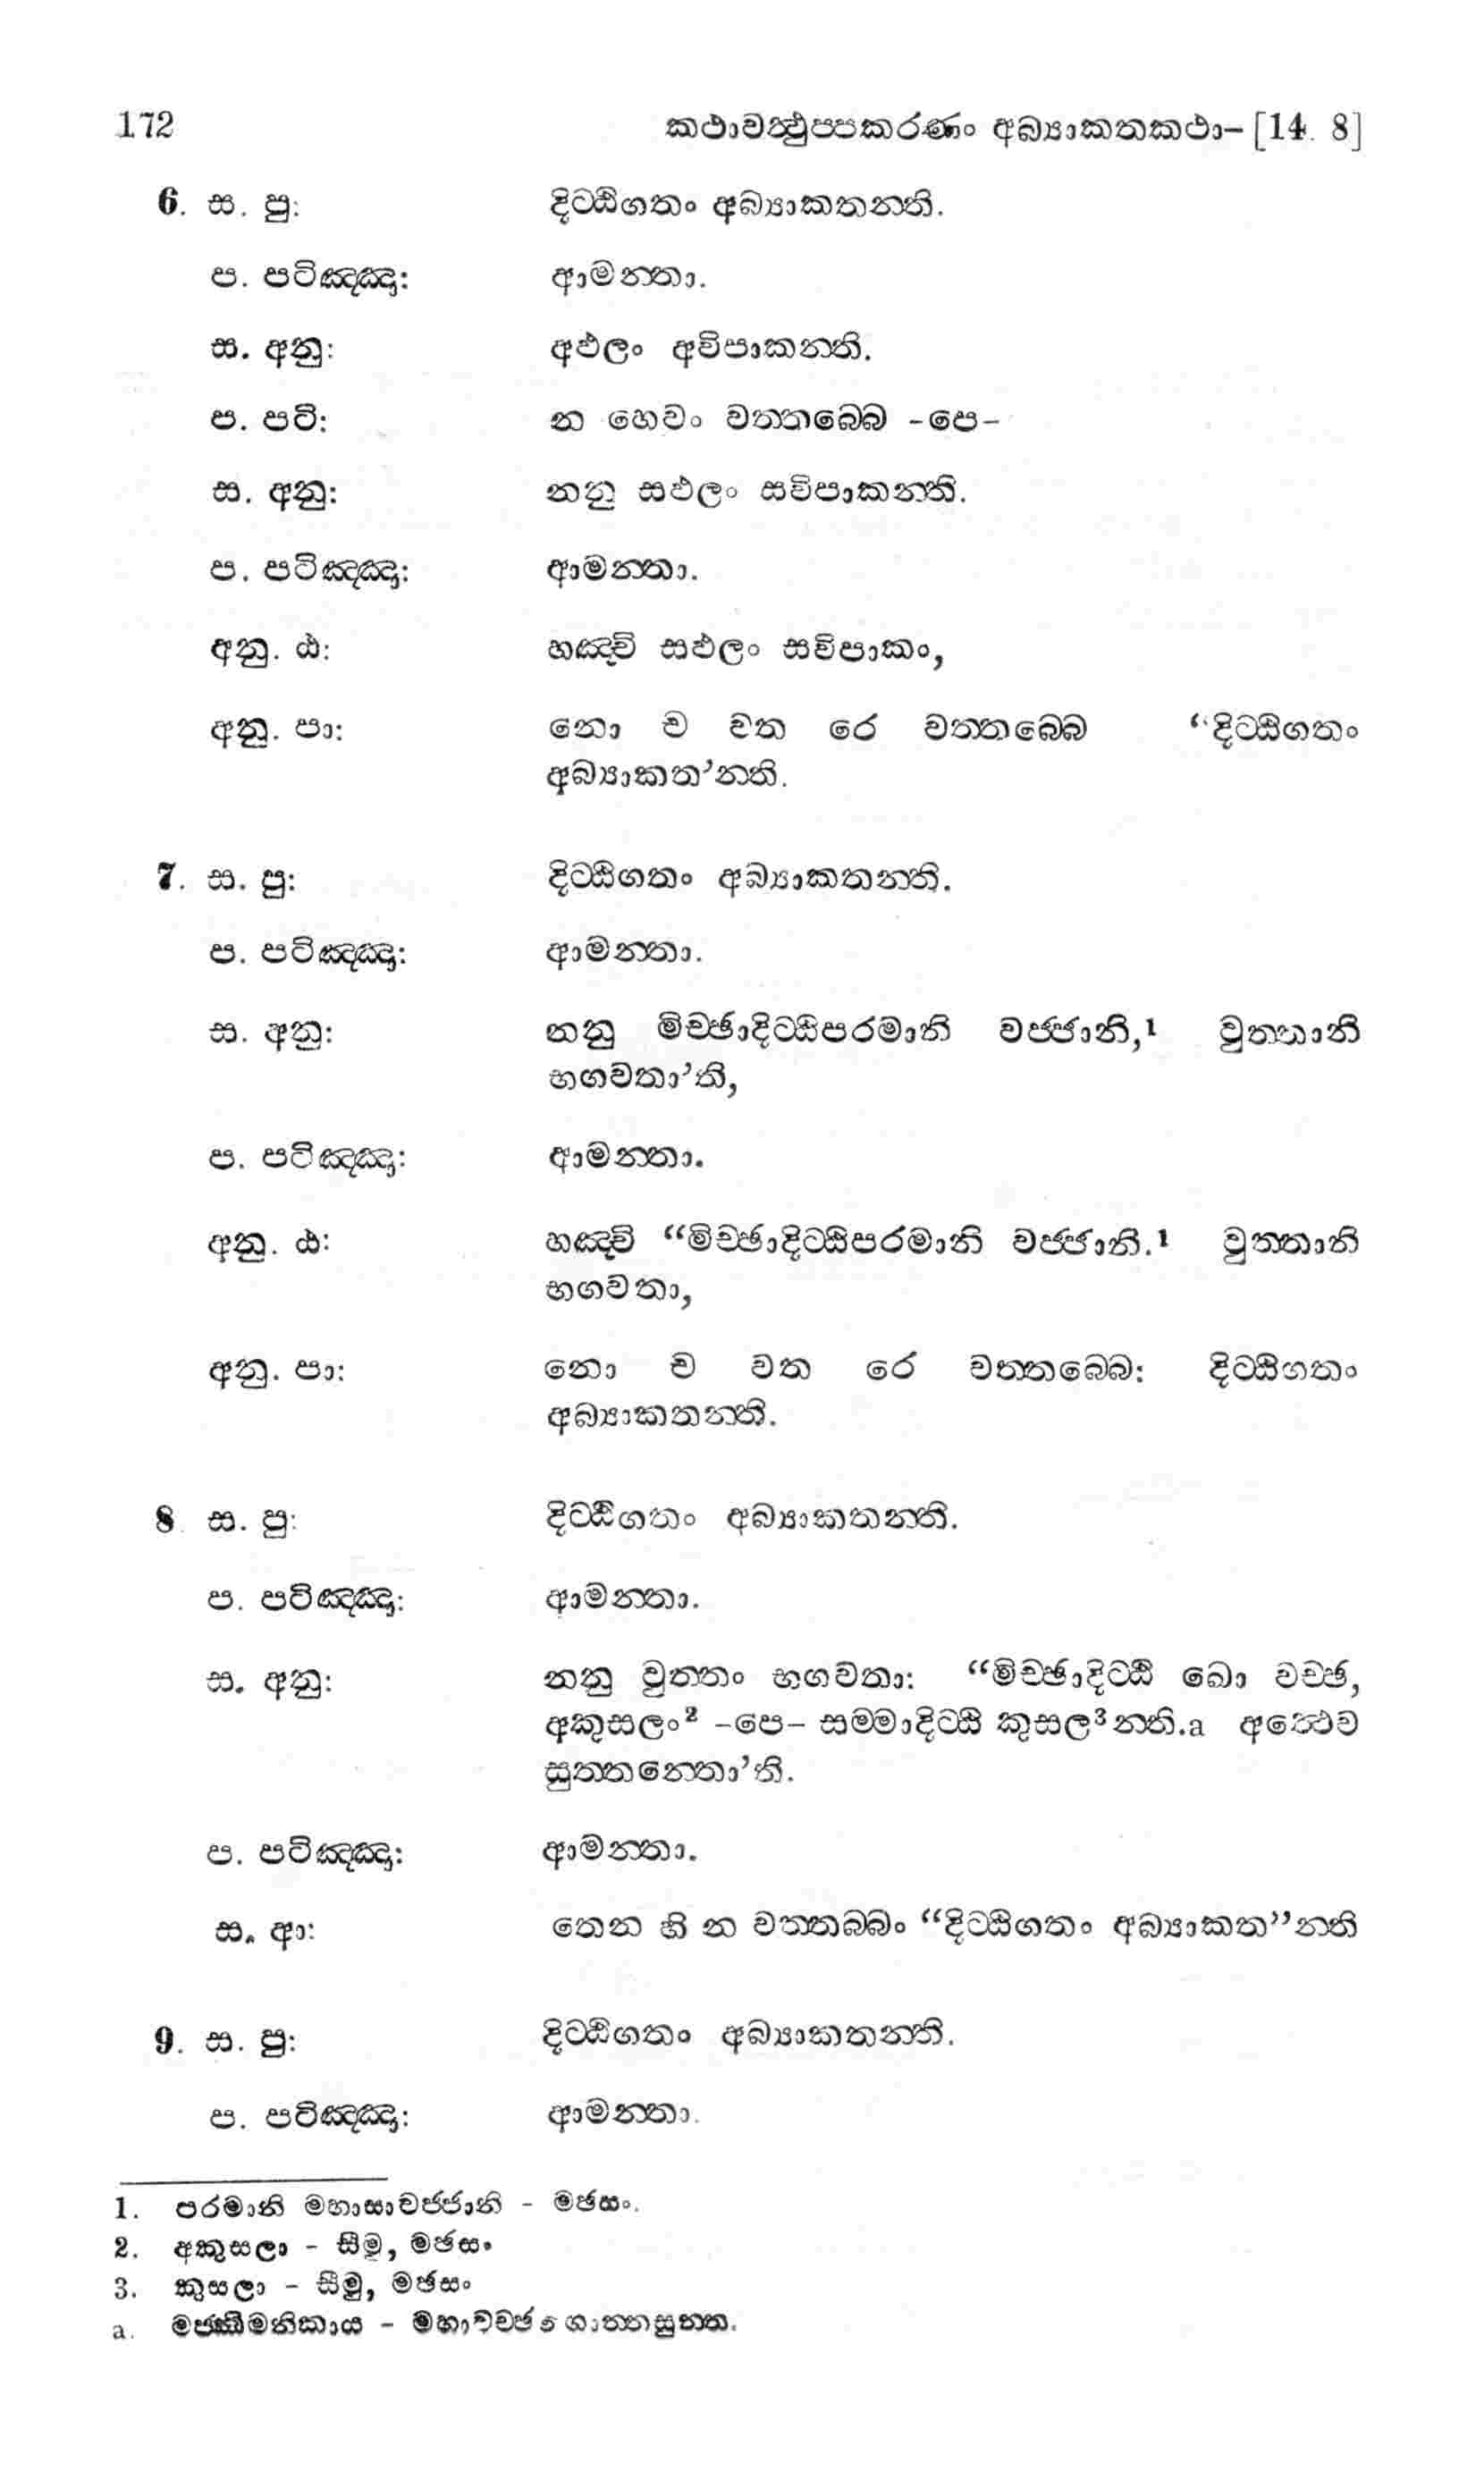 172 කථාවත්‍ථුප්පකරණං අබ්‍යාකතකථා– [14. 8]
6. ස. පු: දිට්ඨිගතං අබ්‍යාකතන්ති.
ප. පටිඤ්ඤා: ආමන්තා.
ස. අනු: අඵලං අවිපාකන්ති.
ප. පටි: න හෙවං වත්තබ්බෙ -පෙ-
ස. අනු: නනු සඵලං සවිපාකන්ති.
ප. පටිඤ්ඤා: ආමන්තා.
අනු. ඨ: හඤ්චි සඵලං සවිපාකං,
අනු. පා: නො ච වත රෙ වත්තබ්බෙ “දිට්ඨිගතං
අබ්‍යාකත’න්ති.
7. ස. පු: දිට්ඨිගතං අබ්‍යාකතන්ති.
ප. පටිඤ්ඤා: ආමන්තා.
ස. අනු: නනු මිච්ඡාදිට්ඨිපරමානි වජ්ජානි,¹ වුත්තානි
භගවතා’ති,
ප. පටිඤ්ඤා: ආමන්තා.
අනු. ඨ: හඤ්චි “මිච්ඡාදිට්ඨිපරමානි වජ්ජානි.¹ වුත්තානි
භගවතා,
අනු. පා: නො ච වත රෙ වත්තබ්බෙ: දිට්ඨිගතං
අබ්‍යාකතන්ති.
8 ස. පු: දිට්ඨිගතං අබ්‍යාකතන්ති.
ප. පටිඤ්ඤා: ආමන්තා.
ස. අනු: නනු වුත්තං භගවතා: “මිච්ඡාදිට්ඨි ඛො වච්ඡ,
අකුසලං² -පෙ- සම්මාදිට්ඨි කුසල³න්ති.a අත්‍ථෙව
සුත්තන්තො’ති.
ප. පටිඤ්ඤා: ආමන්තා.
ස. ආ: තෙන හි න වත්තබ්බං “දිට්ඨිගතං අබ්‍යාකත”න්ති
9. ස. පු: දිට්ඨිගතං අබ්‍යාකතන්ති.
ප. පටිඤ්ඤා: ආමන්තා.
1. පරමානි මහාසාවජ්ජානි - මඡසං.
2. අකුසලා - සීමු, මඡසං
3. කුසලා - සීමු, මඡසං
a. මජ්ඣිමනිකාය - මහාවච්ඡගොත්තසුත්ත.